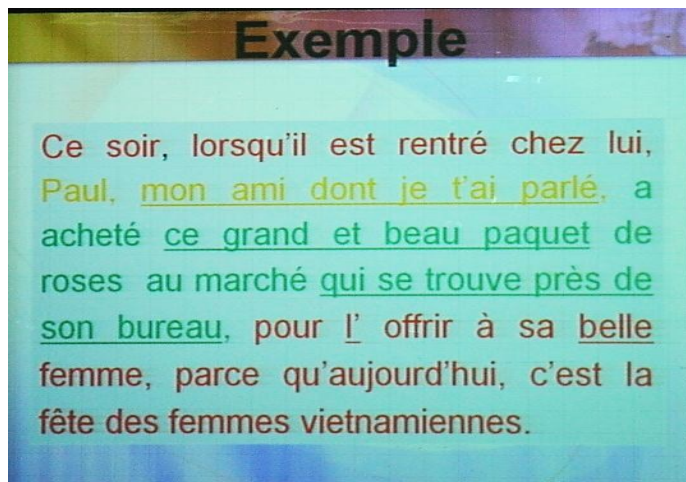 Exemple
Ce soir, lorsqu'il est rentré chez lui,
Paul, mon ami dont je t'ai parlé, a
acheté ce grand et beau paquet de
roses au marché qui se trouve près de
son bureau, pour l' offrir à sa belle
femme, parce qu'aujourd'hui, c'est la
fête des femmes vietnamiennes.